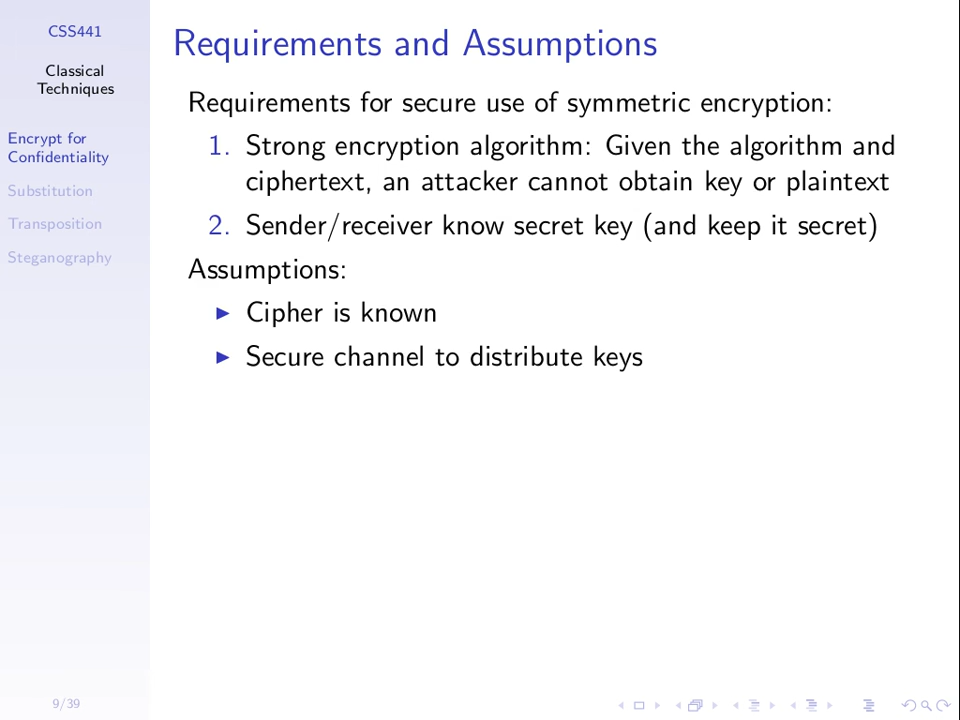 CSS441
Classical
Techniques
Encrypt for
Confidentiality
Substitution
Transposition
Steganography
Requirements and Assumptions
Requirements for secure use of symmetric encryption:
1. Strong encryption algorithm: Given the algorithm and
ciphertext, an attacker cannot obtain key or plaintext
2. Sender/receiver know secret key (and keep it secret)
Assumptions:
▶ Cipher is known
▶ Secure channel to distribute keys
9/39